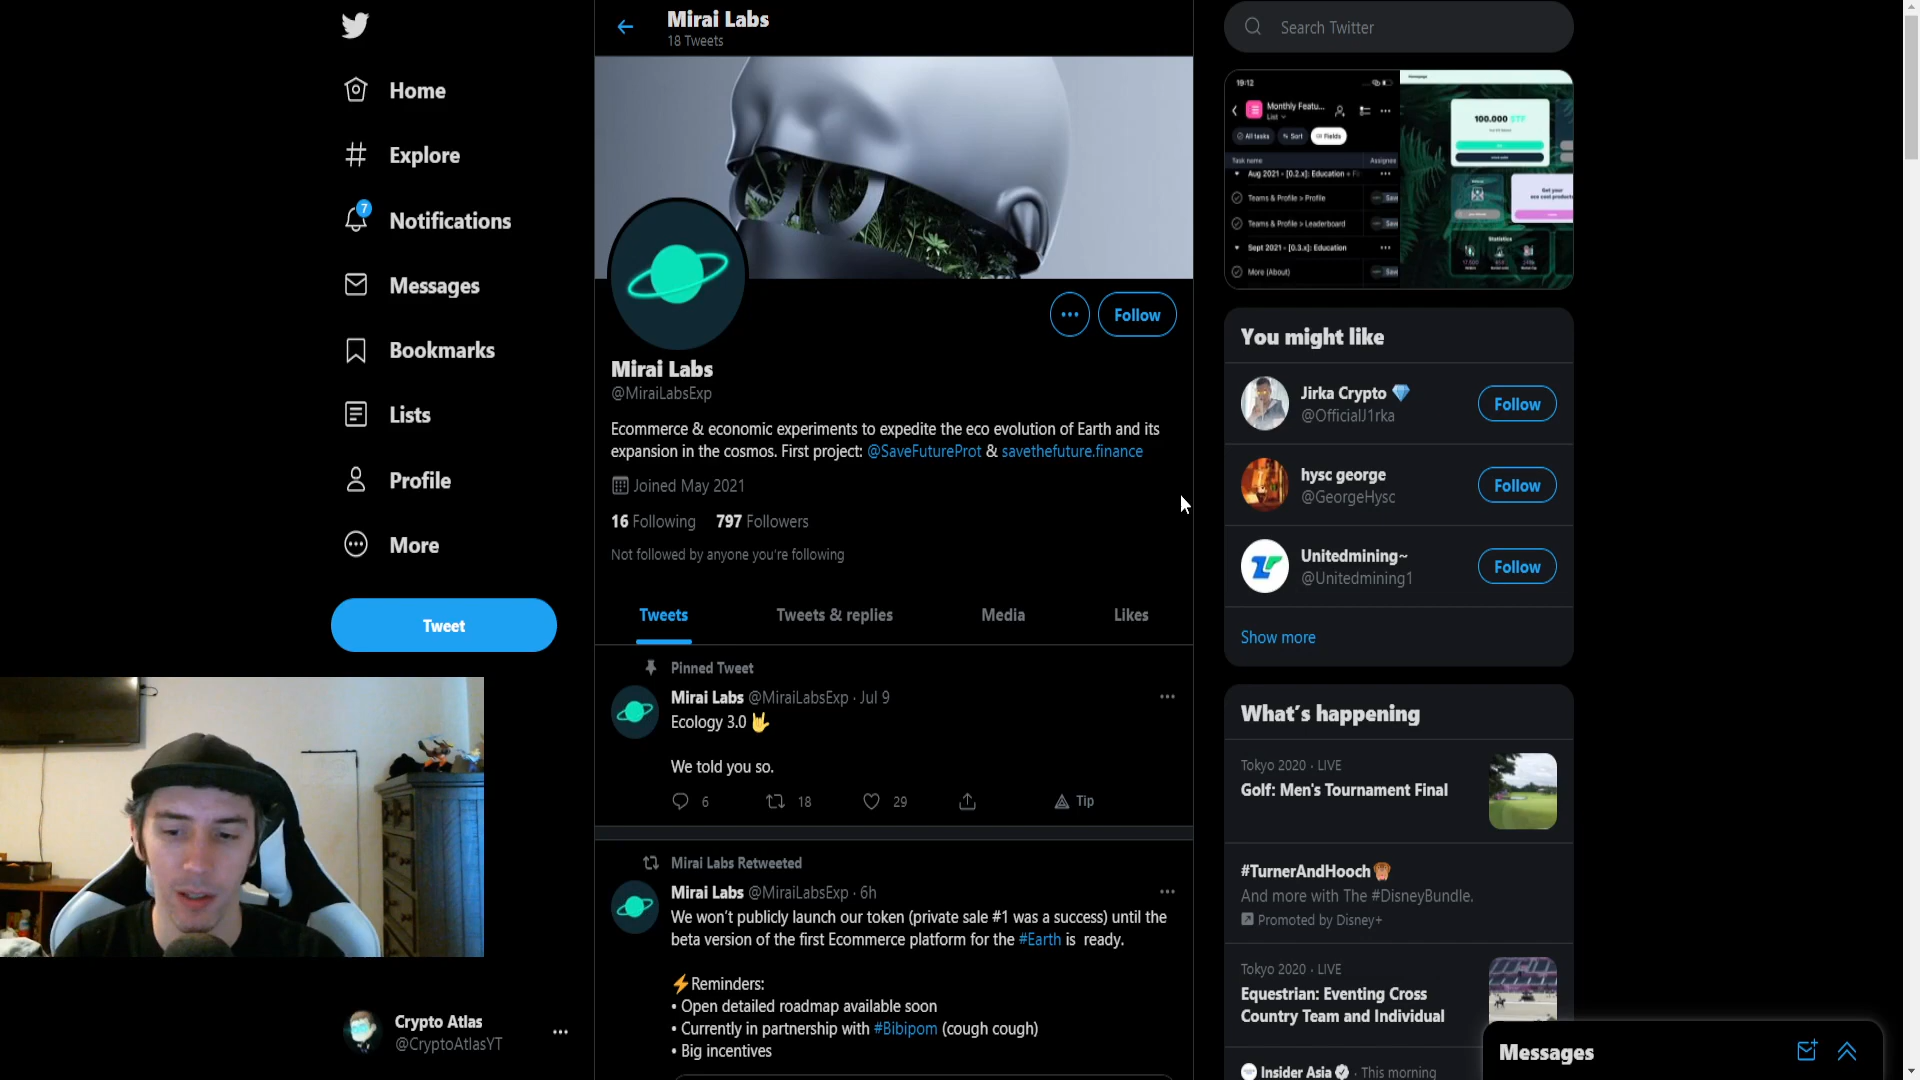 Home
Explore
7
Notifications
Messages
Bookmarks
Lists
Profile
More
Tweet
Crypto Atlas
@CryptoAtlasYT
Mirai Labs
18 Tweets
Follow
Mirai Labs
@MiraiLabsExp
Ecommerce & economic experiments to expedite the eco evolution of Earth and its
expansion in the cosmos. First project: @SaveFutureProt & savethefuture.finance
Joined May 2021
16 Following 797 Followers
Not followed by anyone you're following
Tweets Tweets & replies Media Likes
Pinned Tweet
Mirai Labs @MiraiLabsExp · Jul 9
Ecology 3.0 🤟
We told you so.
6 18 29 Tip
Mirai Labs Retweeted
Mirai Labs @MiraiLabsExp · 6h
We won't publicly launch our token (private sale #1 was a success) until the
beta version of the first Ecommerce platform for the #Earth is ready.
⚡Reminders:
• Open detailed roadmap available soon
• Currently in partnership with #Bibipom (cough cough)
• Big incentives
Search Twitter
19:12
Monthly Featu...
List
All tasks Sort Fields
Task name Assignee
Aug 2021 - [0.2.x]: Education + Fi
Teams & Profile > Profile
Teams & Profile > Leaderboard
Sept 2021 - [0.3.x]: Education
More (About)
100.000 STF
Get your
eco cost products
Statistics
You might like
Jirka Crypto 💎
@OfficialJ1rka
Follow
hysc george
@GeorgeHysc
Follow
Unitedmining~
@Unitedmining1
Follow
Show more
What's happening
Tokyo 2020 · LIVE
Golf: Men's Tournament Final
#TurnerAndHooch
And more with The #DisneyBundle.
Promoted by Disney+
Tokyo 2020 · LIVE
Equestrian: Eventing Cross
Country Team and Individual
Insider Asia · This morning
Messages